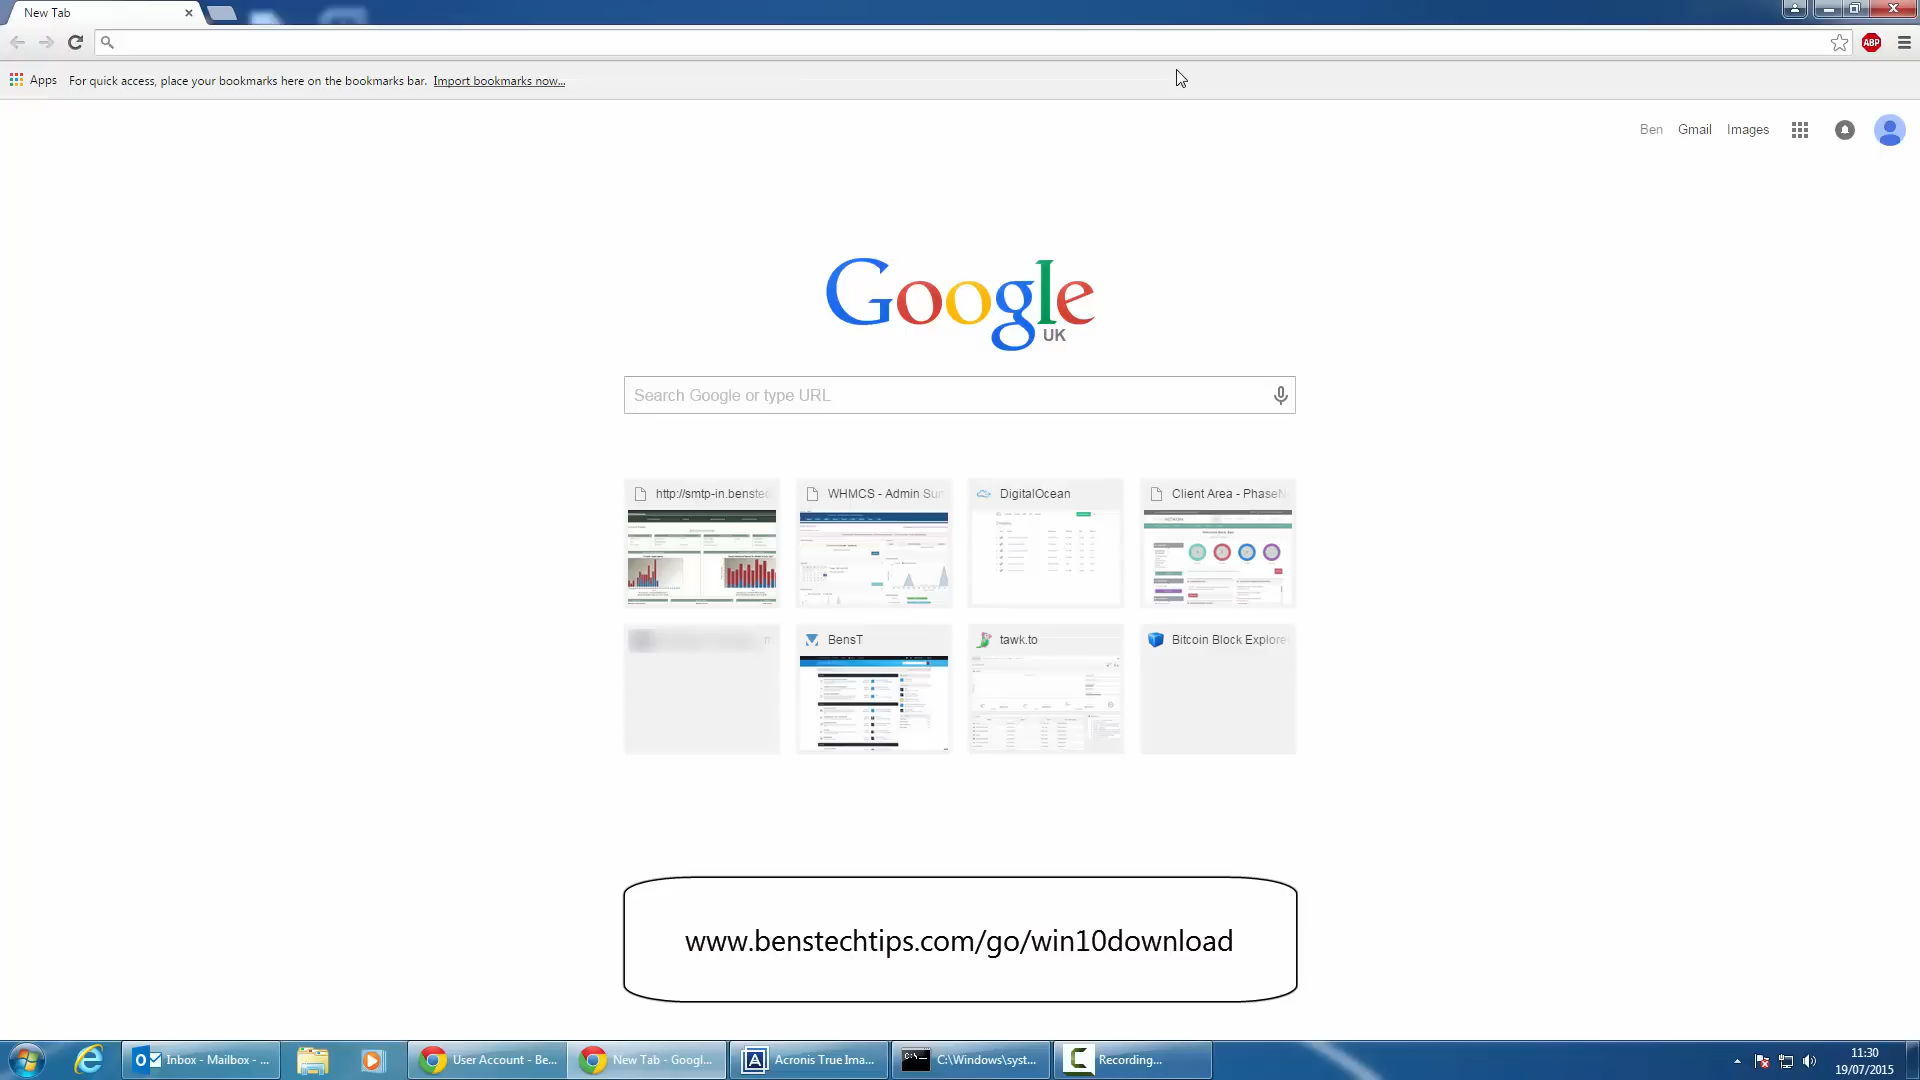 New Tab
ABP
Apps For quick access, place your bookmarks here on the bookmarks bar. Import bookmarks now...
Ben Gmail Images
Google
UK
Search Google or type URL
http://smtp-in.benstec
WHMCS - Admin Sum
DigitalOcean
Client Area - PhaseN
BensT
tawk.to
Bitcoin Block Explore
www.benstechtips.com/go/win10download
Inbox - Mailbox - ...
User Account - Be...
New Tab - Googl...
Acronis True Ima...
C:\Windows\syst...
Recording...
11:30
19/07/2015